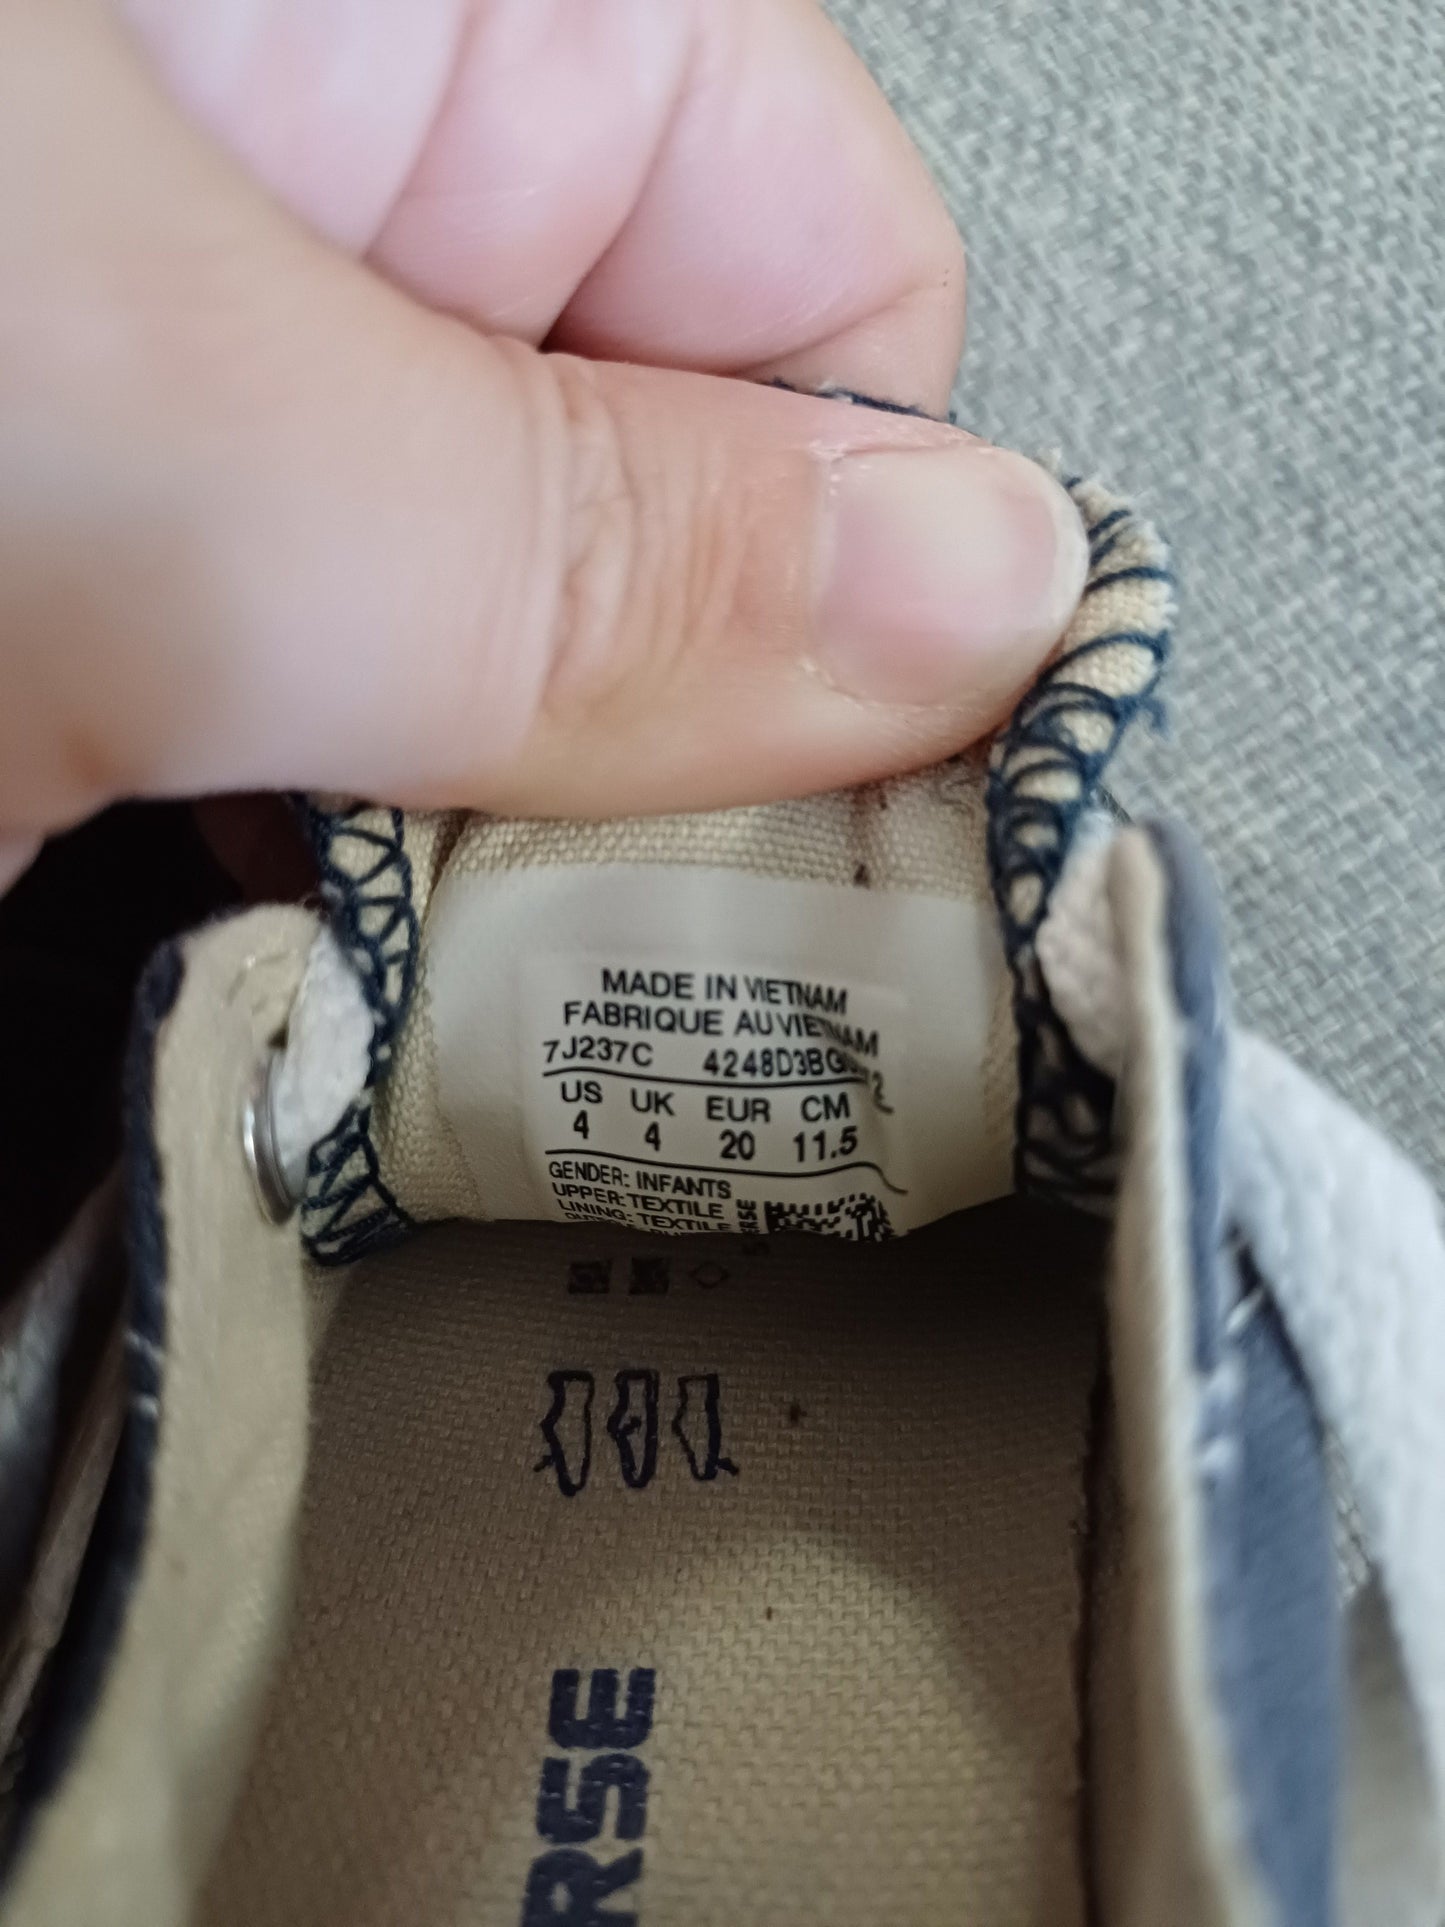 MADE IN VIETNAM
FABRIQUE AU VIETNAM
7J237C
US UK EUR CM
4 4 20 11.5
GENDER: INFANTS
UPPER: TEXTILE
LINING: TEXTILE
ERSE
RSE